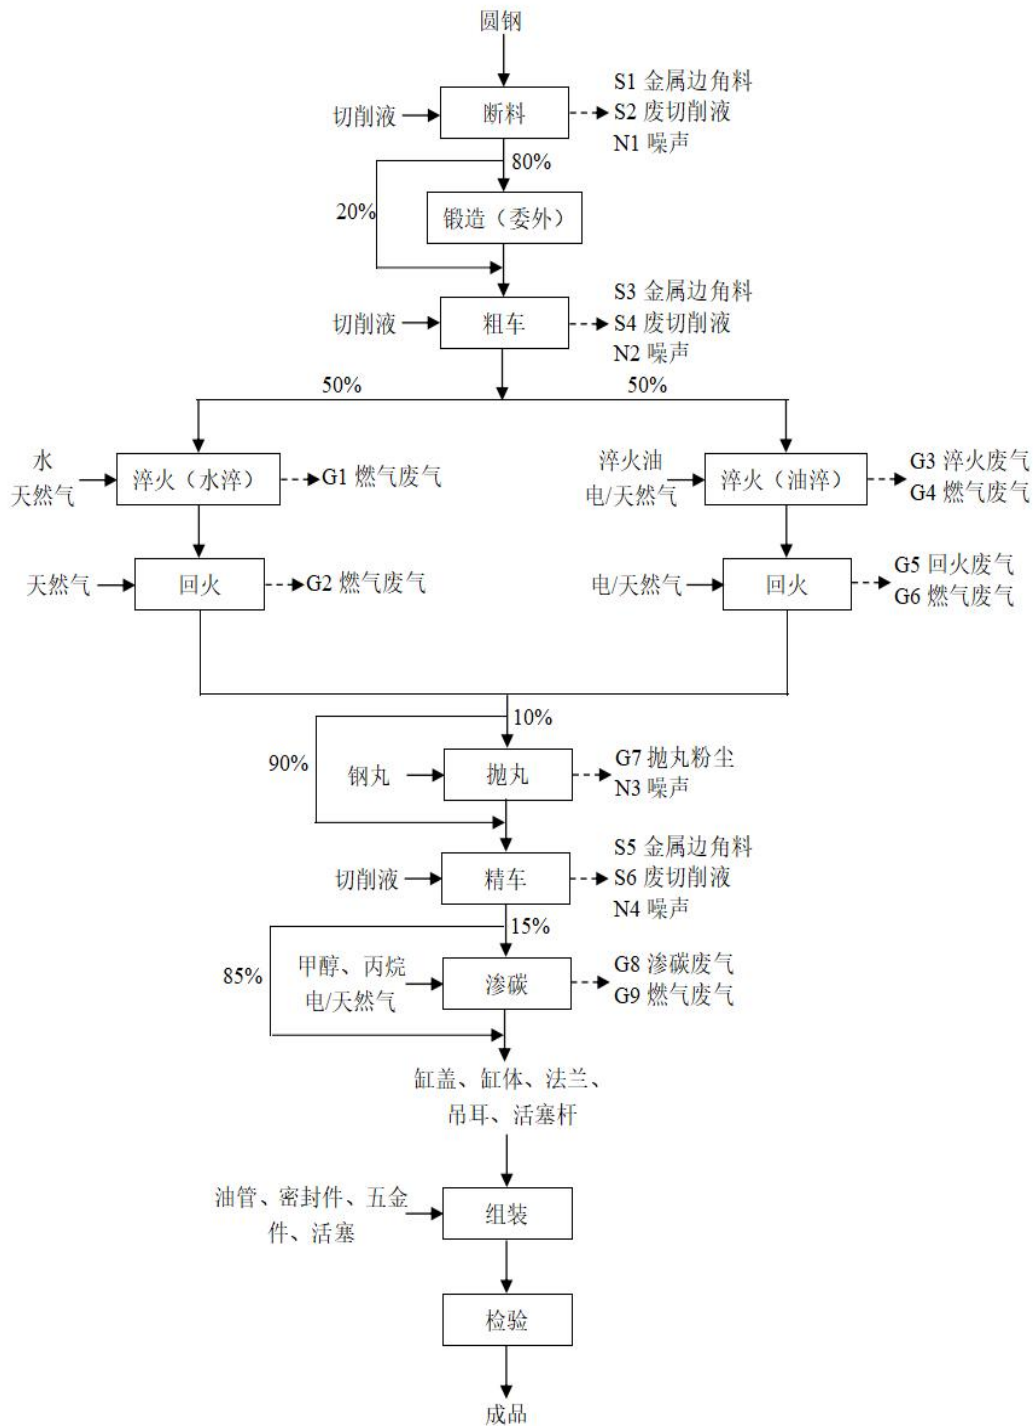 圆钢
切削液
断料
S1 金属边角料
S2 废切削液
N1 噪声
80%
20%
锻造（委外）
切削液
粗车
S3 金属边角料
S4 废切削液
N2 噪声
50%
50%
水
天然气
淬火（水淬）
G1 燃气废气
淬火油
电/天然气
淬火（油淬）
G3 淬火废气
G4 燃气废气
天然气
回火
G2 燃气废气
电/天然气
回火
G5 回火废气
G6 燃气废气
10%
90%
钢丸
抛丸
G7 抛丸粉尘
N3 噪声
切削液
精车
S5 金属边角料
S6 废切削液
N4 噪声
15%
85%
甲醇、丙烷
电/天然气
渗碳
G8 渗碳废气
G9 燃气废气
缸盖、缸体、法兰、
吊耳、活塞杆
油管、密封件、五金
件、活塞
组装
检验
成品